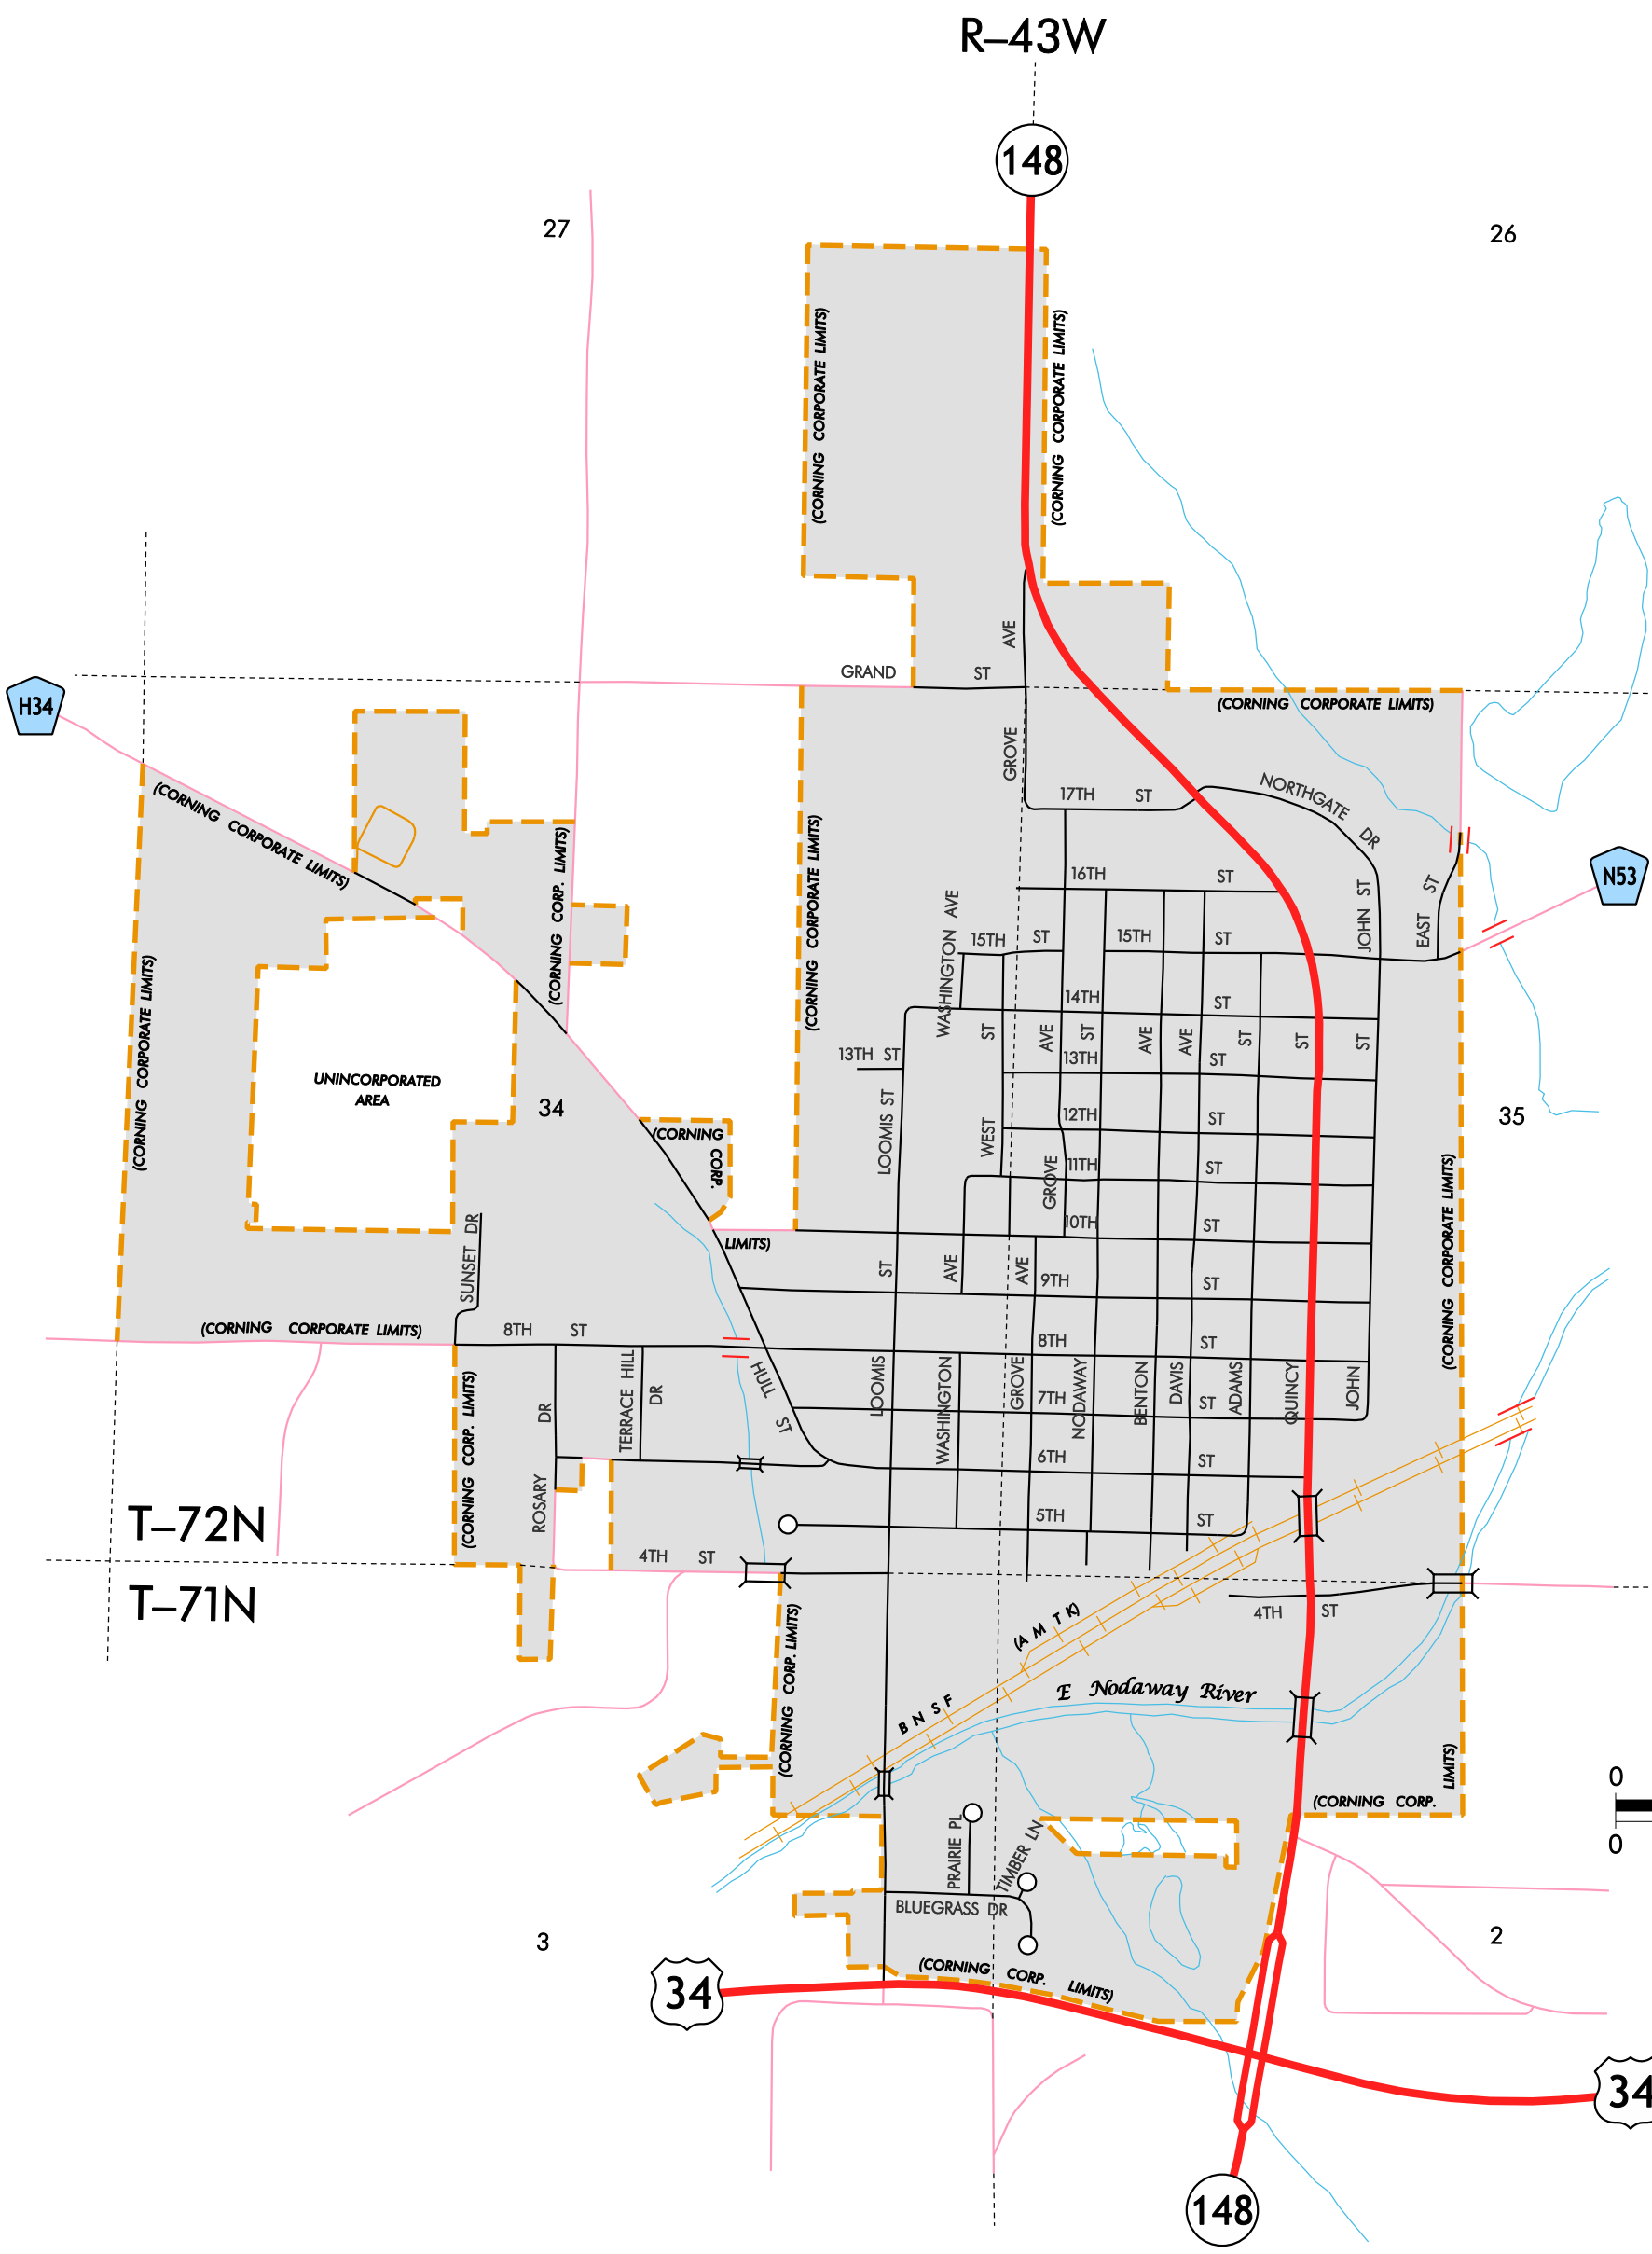 R–43W
148
27
26
(CORNING CORPORATE LIMITS)
(CORNING CORPORATE LIMITS)
AVE
GRAND ST
H34
(CORNING CORPORATE LIMITS)
GROVE
(CORNING CORPORATE LIMITS)
17TH ST
NORTHGATE DR
(CORNING CORP. LIMITS)
(CORNING CORPORATE LIMITS)
16TH ST
N53
WASHINGTON AVE
JOHN ST
EAST ST
15TH ST
15TH ST
(CORNING CORPORATE LIMITS)
14TH ST
ST
AVE
ST
AVE
AVE
ST
ST
ST
13TH ST
13TH ST
UNINCORPORATED
AREA
34
35
LOOMIS ST
12TH ST
(CORNING
CORP.
LIMITS)
WEST
GROVE
11TH ST
(CORNING CORPORATE LIMITS)
10TH ST
SUNSET DR
ST
AVE
AVE
9TH ST
(CORNING CORPORATE LIMITS)
8TH ST
8TH ST
HULL ST
TERRACE HILL DR
LOOMIS
WASHINGTON
GROVE
NODAWAY
BENTON
DAVIS
ADAMS
QUINCY
JOHN
7TH ST
(CORNING CORP. LIMITS)
ROSARY DR
6TH ST
T–72N
5TH ST
4TH ST
T–71N
4TH ST
(AMTK)
(CORNING CORP. LIMITS)
E Nodaway River
BNSF
(CORNING CORP.
LIMITS)
0
0
PRAIRIE PL
TIMBER LN
BLUEGRASS DR
3
2
(CORNING CORP. LIMITS)
34
34
148